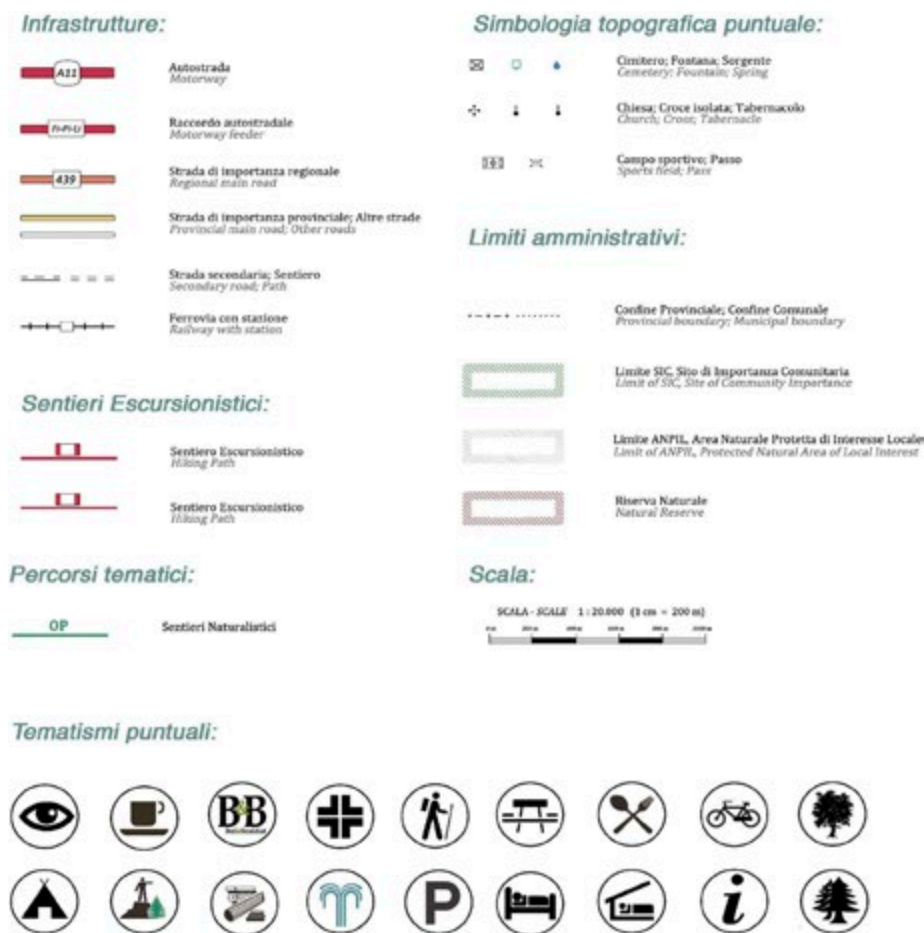 Infrastrutture:
A11
Autostrada
Motorway
FI-PI-LI
Raccordo autostradale
Motorway feeder
439
Strada di importanza regionale
Regional main road
Strada di importanza provinciale; Altre strade
Provincial main road; Other roads
Strada secondaria; Sentiero
Secondary road; Path
Ferrovia con stazione
Railway with station
Sentieri Escursionistici:
Sentiero Escursionistico
Hiking Path
Sentiero Escursionistico
Hiking Path
Percorsi tematici:
OP
Sentieri Naturalistici
Simbologia topografica puntuale:
Cimitero; Fontana; Sorgente
Cemetery; Fountain; Spring
Chiesa; Croce isolata; Tabernacolo
Church; Cross; Tabernacle
Campo sportivo; Passo
Sports field; Pass
Limiti amministrativi:
Confine Provinciale; Confine Comunale
Provincial boundary; Municipal boundary
Limite SIC, Sito di Importanza Comunitaria
Limit of SIC, Site of Community Importance
Limite ANPIL, Area Naturale Protetta di Interesse Locale
Limit of ANPIL, Protected Natural Area of Local Interest
Riserva Naturale
Natural Reserve
Scala:
SCALA - SCALE 1 : 20.000 (1 cm = 200 m)
Tematismi puntuali:
B&B
P
i